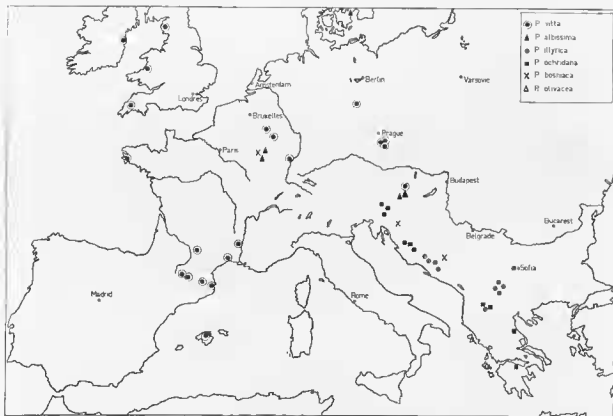 P. vitta
P. albissima
P. illyrica
P. ochridana
P. bosniaca
P. olivacea
Amsterdam
Berlin
Varsovie
Londres
Bruxelles
Prague
Paris
Budapest
Bucarest
Belgrade
Sofia
Madrid
Rome